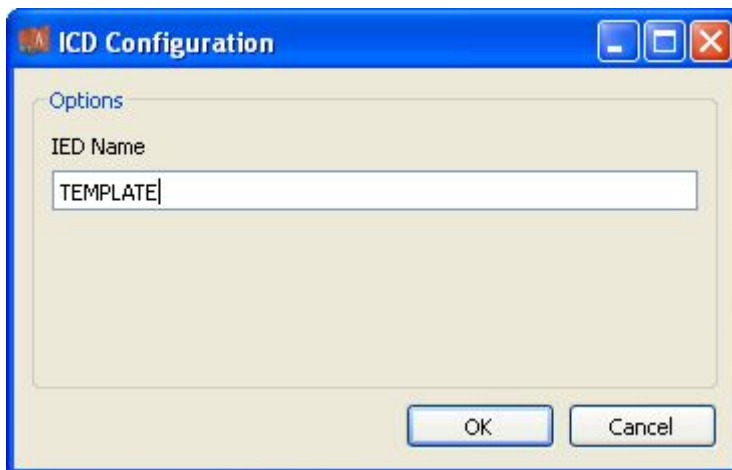 ICD Configuration
Options
IED Name
TEMPLATE
OK
Cancel